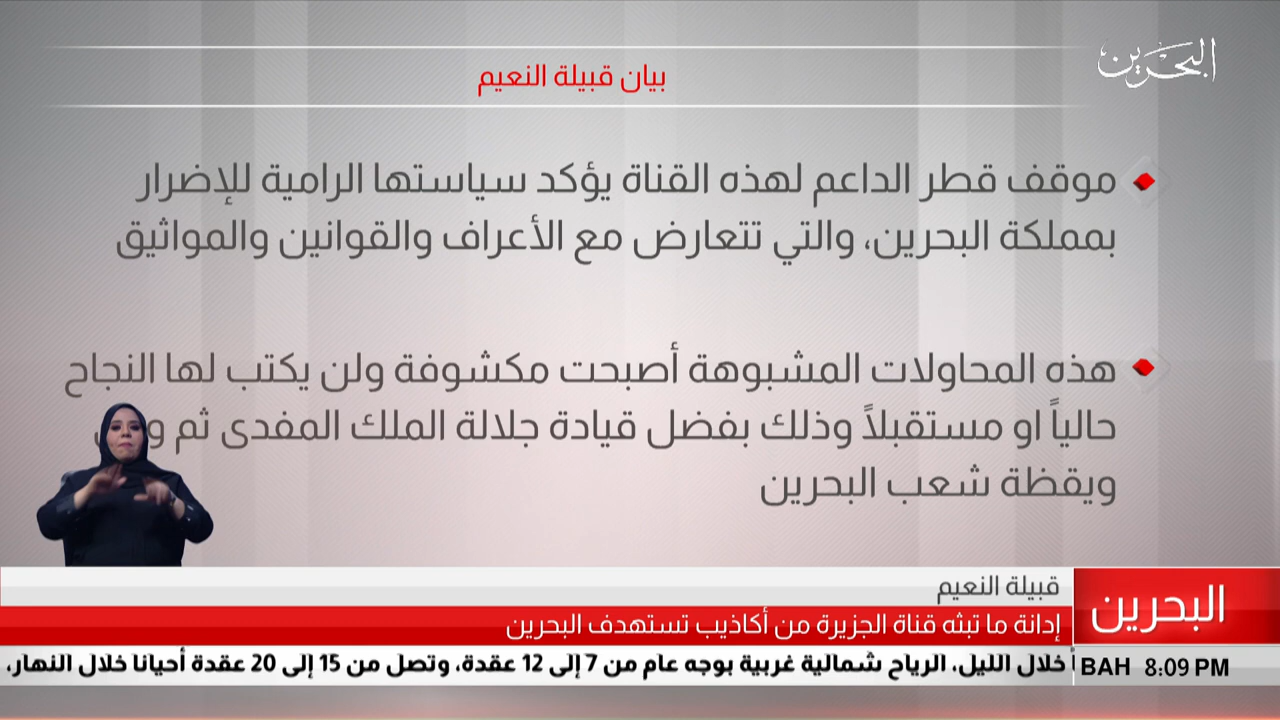 البحرين
بيان قبيلة النعيم
موقف قطر الداعم لهذه القناة يؤكد سياستها الرامية للإضرار
بمملكة البحرين، والتي تتعارض مع الأعراف والقوانين والمواثيق
هذه المحاولات المشبوهة أصبحت مكشوفة ولن يكتب لها النجاح
حالياً او مستقبلاً وذلك بفضل قيادة جلالة الملك المفدى ثم
ويقظة شعب البحرين
قبيلة النعيم
البحرين
إدانة ما تبثه قناة الجزيرة من أكاذيب تستهدف البحرين
خلال الليل، الرياح شمالية غربية بوجه عام من 7 إلى 12 عقدة، وتصل من 15 إلى 20 عقدة أحيانا خلال النهار،
BAH 8:09 PM